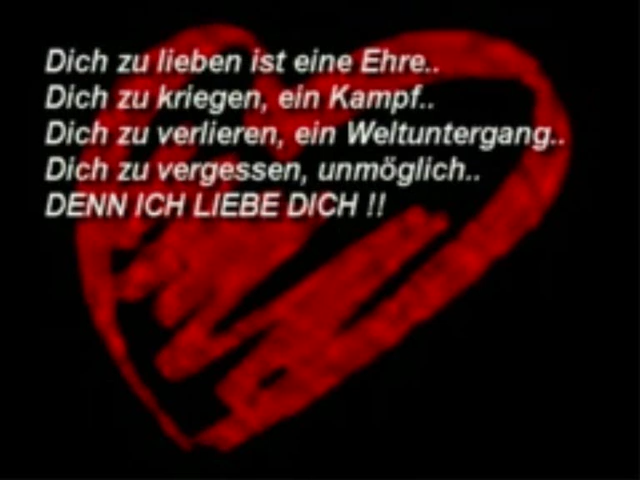 Dich zu lieben ist eine Ehre..
Dich zu kriegen, ein Kampf..
Dich zu verlieren, ein Weltuntergang..
Dich zu vergessen, unmöglich..
DENN ICH LIEBE DICH !!